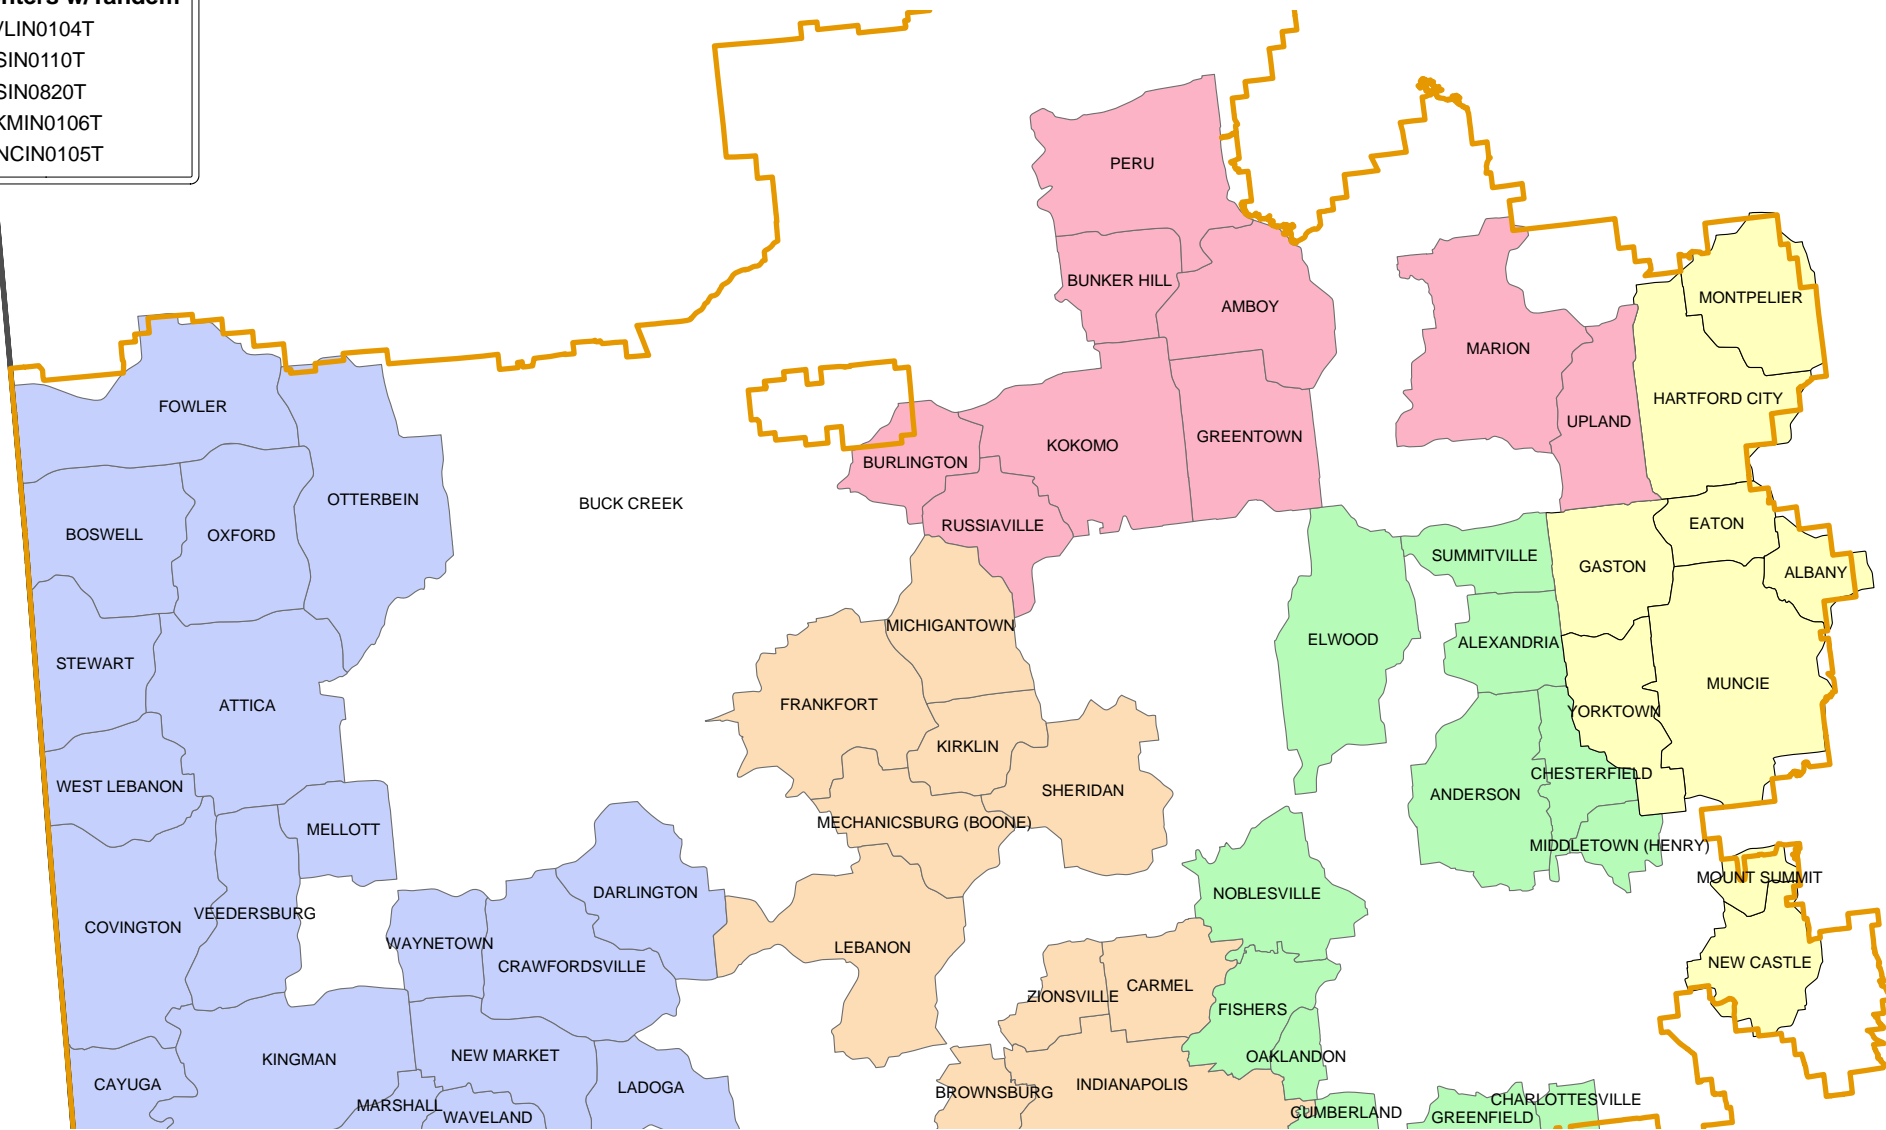 w/Tandem
VLIN0104T
SIN0110T
SIN0820T
KMIN0106T
NCIN0105T
PERU
BUNKER HILL
AMBOY
MONTPELIER
MARION
HARTFORD CITY
UPLAND
FOWLER
GREENTOWN
KOKOMO
BURLINGTON
OTTERBEIN
BUCK CREEK
RUSSIAVILLE
EATON
BOSWELL
OXFORD
SUMMITVILLE
GASTON
ALBANY
MICHIGANTOWN
ELWOOD
ALEXANDRIA
STEWART
MUNCIE
ATTICA
FRANKFORT
YORKTOWN
KIRKLIN
CHESTERFIELD
WEST LEBANON
SHERIDAN
ANDERSON
MELLOTT
MECHANICSBURG (BOONE)
MIDDLETOWN (HENRY)
MOUNT SUMMIT
DARLINGTON
NOBLESVILLE
VEEDERSBURG
COVINGTON
WAYNETOWN
LEBANON
CRAWFORDSVILLE
NEW CASTLE
CARMEL
ZIONSVILLE
FISHERS
NEW MARKET
OAKLANDON
KINGMAN
CAYUGA
INDIANAPOLIS
LADOGA
BROWNSBURG
CHARLOTTESVILLE
MARSHALL
CUMBERLAND
WAVELAND
GREENFIELD